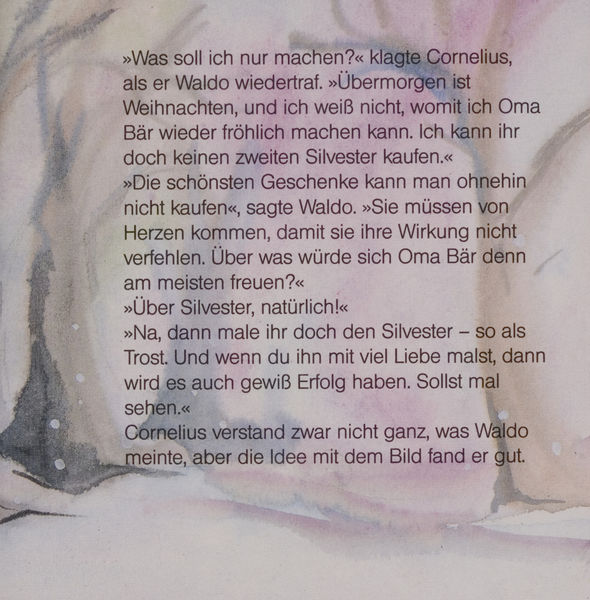 »Was soll ich nur machen?« klagte Cornelius,
als er Waldo wiedertraf. »Übermorgen ist
Weihnachten, und ich weiß nicht, womit ich Oma
Bär wieder fröhlich machen kann. Ich kann ihr
doch keinen zweiten Silvester kaufen.«
»Die schönsten Geschenke kann man ohnehin
nicht kaufen«, sagte Waldo. »Sie müssen von
Herzen kommen, damit sie ihre Wirkung nicht
verfehlen. Über was würde sich Oma Bär denn
am meisten freuen?«
»Über Silvester, natürlich!«
»Na, dann male ihr doch den Silvester – so als
Trost. Und wenn du ihn mit viel Liebe malst, dann
wird es auch gewiß Erfolg haben. Sollst mal
sehen.«
Cornelius verstand zwar nicht ganz, was Waldo
meinte, aber die Idee mit dem Bild fand er gut.